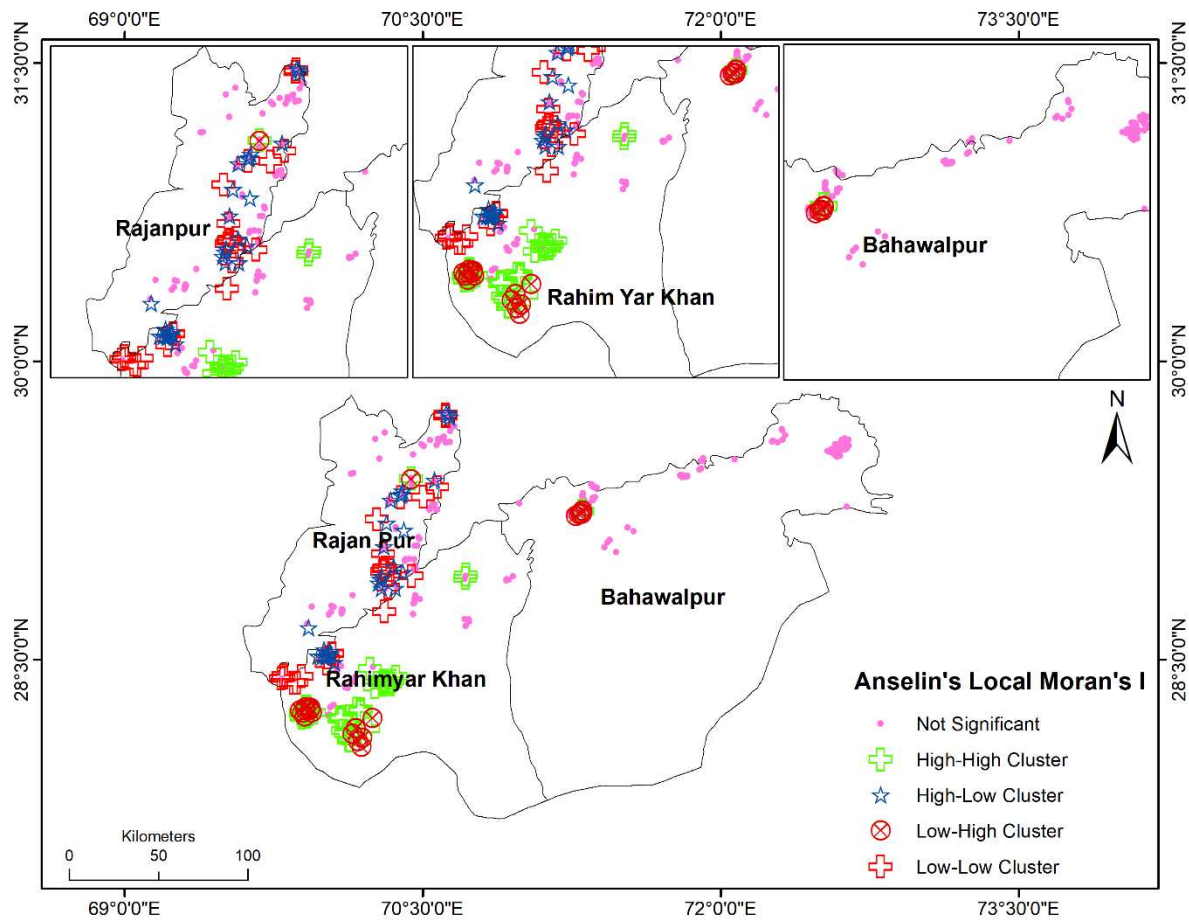 69°0'0"E
70°30'0"E
72°0'0"E
73°30'0"E
31°30'0"N
31°30'0"N
Rajanpur
Rahim Yar Khan
Bahawalpur
30°0'0"N
30°0'0"N
N
Rajan Pur
Bahawalpur
Rahimyar Khan
28°30'0"N
28°30'0"N
Anselin's Local Moran's I
Not Significant
High-High Cluster
High-Low Cluster
Low-High Cluster
Low-Low Cluster
Kilometers
0 50 100
69°0'0"E
70°30'0"E
72°0'0"E
73°30'0"E